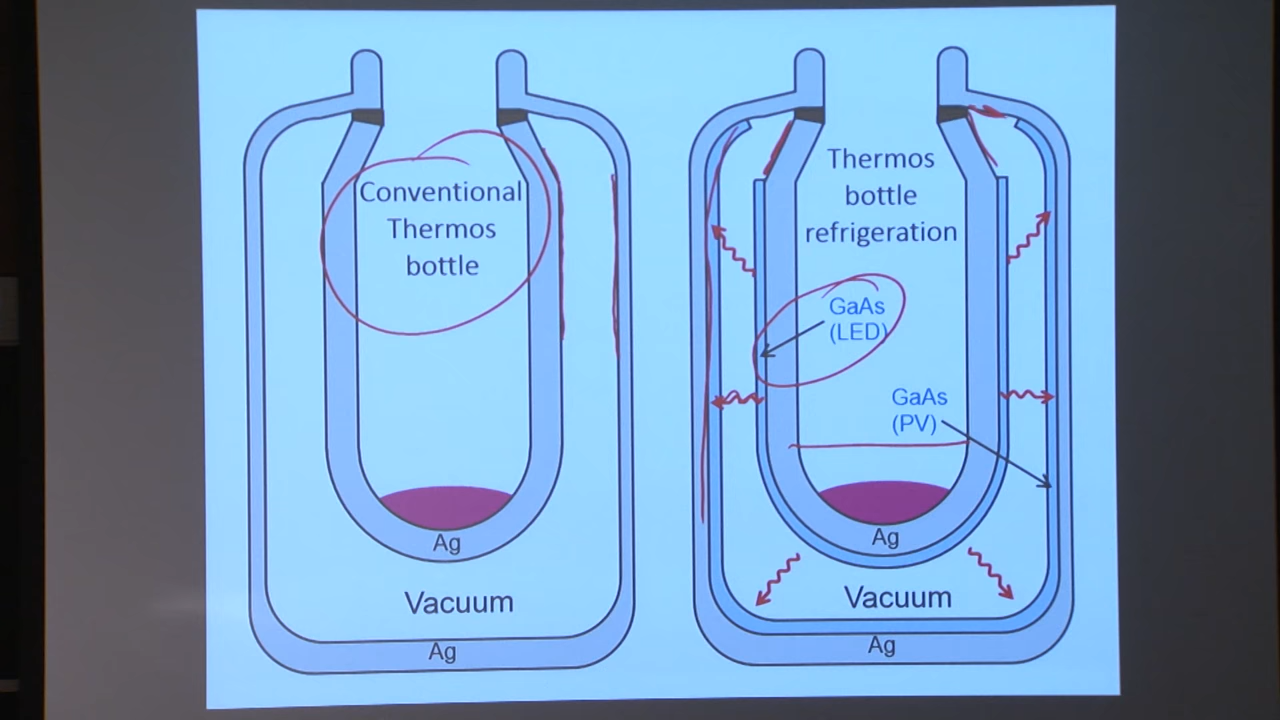 Conventional
Thermos
bottle
Ag
Vacuum
Ag
Thermos
bottle
refrigeration
GaAs
(LED)
GaAs
(PV)
Ag
Vacuum
Ag